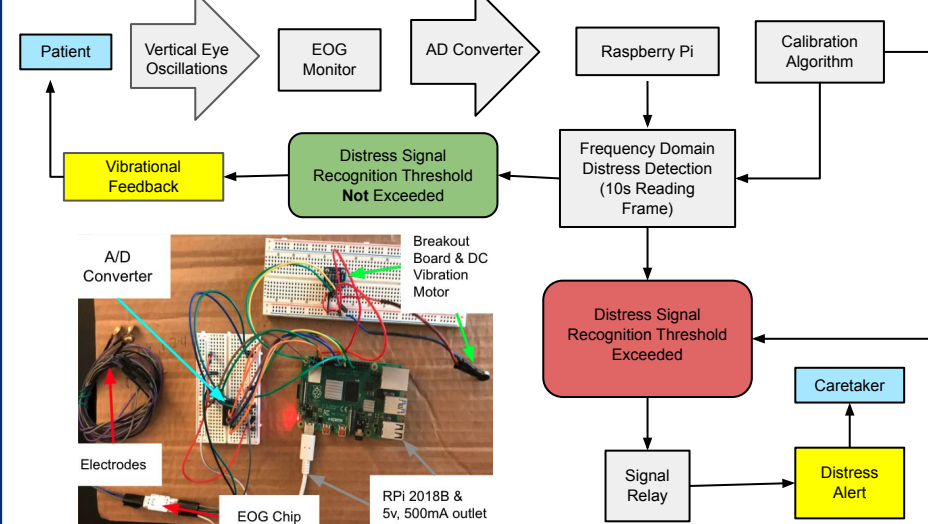 Patient
Vertical Eye
Oscillations
EOG
Monitor
AD Converter
Raspberry Pi
Calibration
Algorithm
Vibrational
Feedback
Distress Signal
Recognition Threshold
Not Exceeded
Frequency Domain
Distress Detection
(10s Reading
Frame)
A/D
Converter
Breakout
Board & DC
Vibration
Motor
Distress Signal
Recognition Threshold
Exceeded
Caretaker
Electrodes
EOG Chip
RPi 2018B &
5v, 500mA outlet
Signal
Relay
Distress
Alert